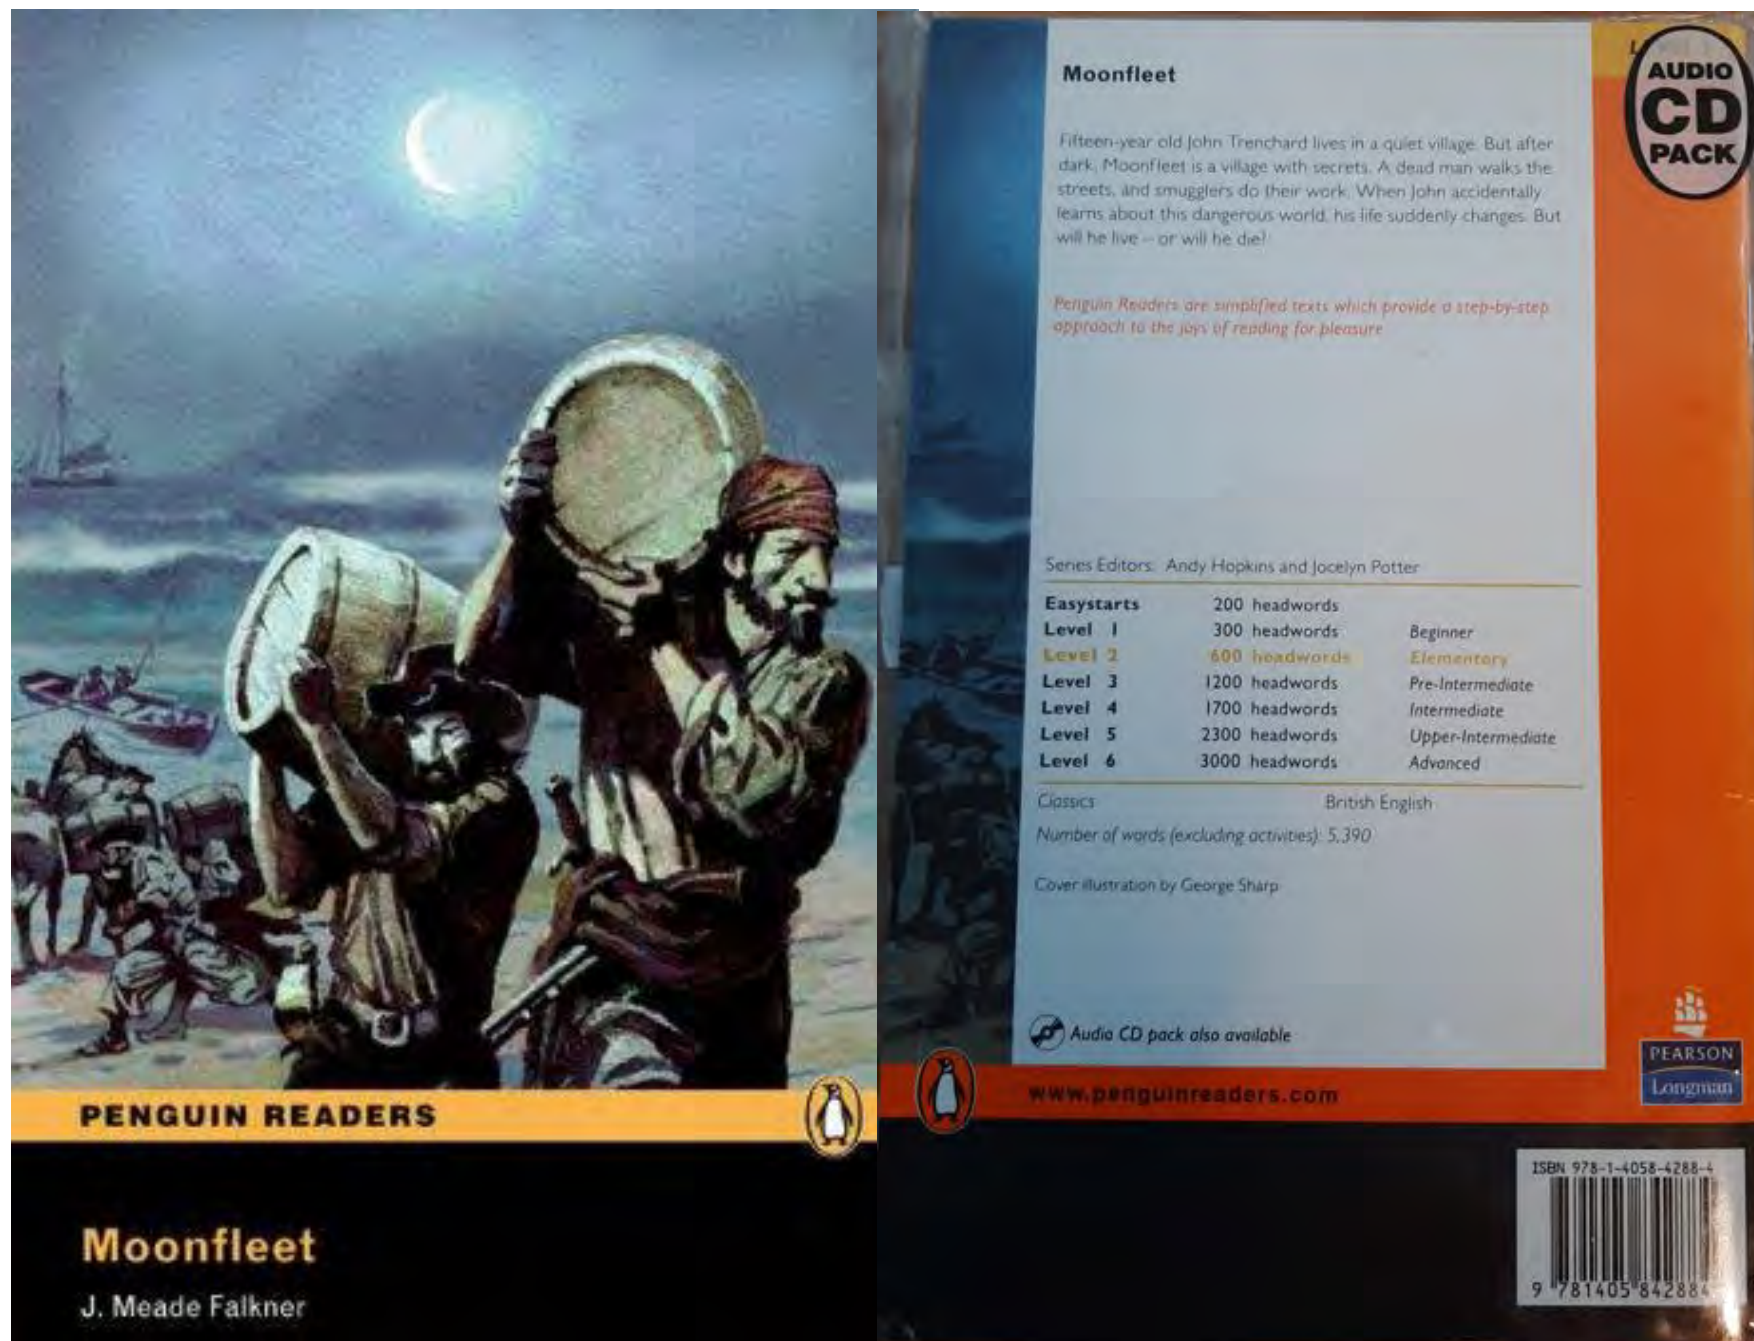 PENGUIN READERS
Moonfleet
J. Meade Falkner
AUDIO
CD
PACK
Moonfleet
Fifteen-year old John Trenchard lives in a quiet village. But after
dark, Moonfleet is a village with secrets. A dead man walks the
streets, and smugglers do their work. When John accidentally
learns about this dangerous world, his life suddenly changes. But
will he live – or will he die?
Penguin Readers are simplified texts which provide a step-by-step
approach to the joys of reading for pleasure
Series Editors: Andy Hopkins and Jocelyn Potter
Easystarts 200 headwords
Level 1 300 headwords Beginner
Level 2 600 headwords Elementary
Level 3 1200 headwords Pre-Intermediate
Level 4 1700 headwords Intermediate
Level 5 2300 headwords Upper-Intermediate
Level 6 3000 headwords Advanced
Classics British English
Number of words (excluding activities): 5,390
Cover illustration by George Sharp
Audio CD pack also available
www.penguinreaders.com
PEARSON
Longman
ISBN 978-1-4058-4288-4
9 781405 842884